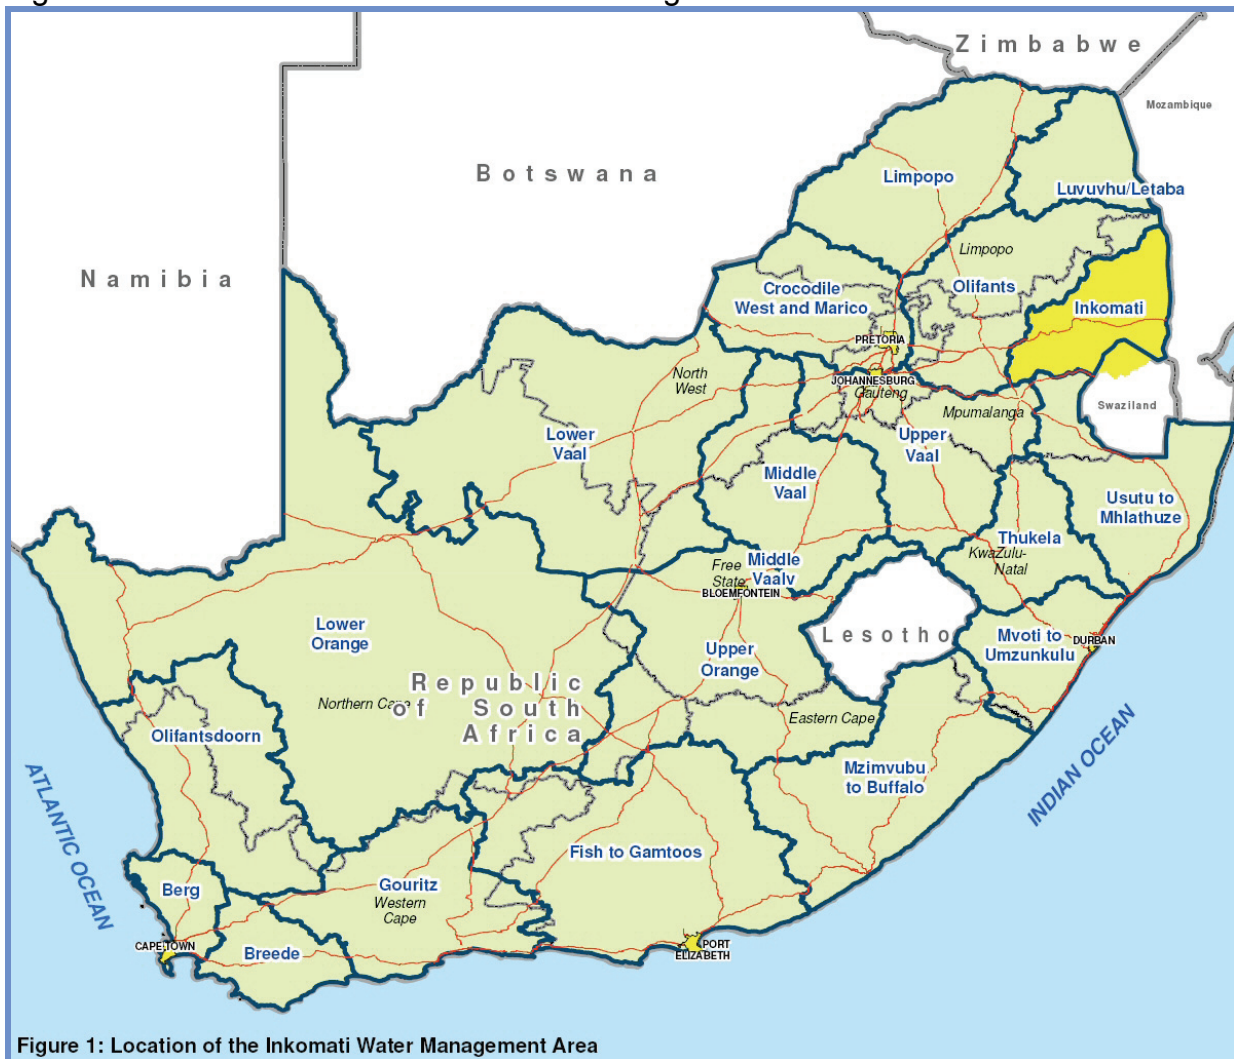 Zimbabwe
Mozambique
Botswana
Limpopo
Luvuvhu/Letaba
Namibia
Limpopo
Crocodile
West and Marico
Olifants
Inkomati
PRETORIA
North
West
JOHANNESBURG
Gauteng
Mpumalanga
Swaziland
Lower
Vaal
Upper
Vaal
Middle
Vaal
Usutu to
Mhlathuze
Thukela
KwaZulu-
Natal
Free
State
Middle
Vaalv
BLOEMFONTEIN
Lower
Orange
Lesotho
Mvoti to
Umzunkulu
DURBAN
Upper
Orange
Republic
of South
Africa
Northern Cape
Eastern Cape
Olifantsdoorn
ATLANTIC OCEAN
INDIAN OCEAN
Mzimvubu
to Buffalo
Fish to Gamtoos
Berg
Gouritz
Western
Cape
CAPE TOWN
Breede
PORT
ELIZABETH
Figure 1: Location of the Inkomati Water Management Area